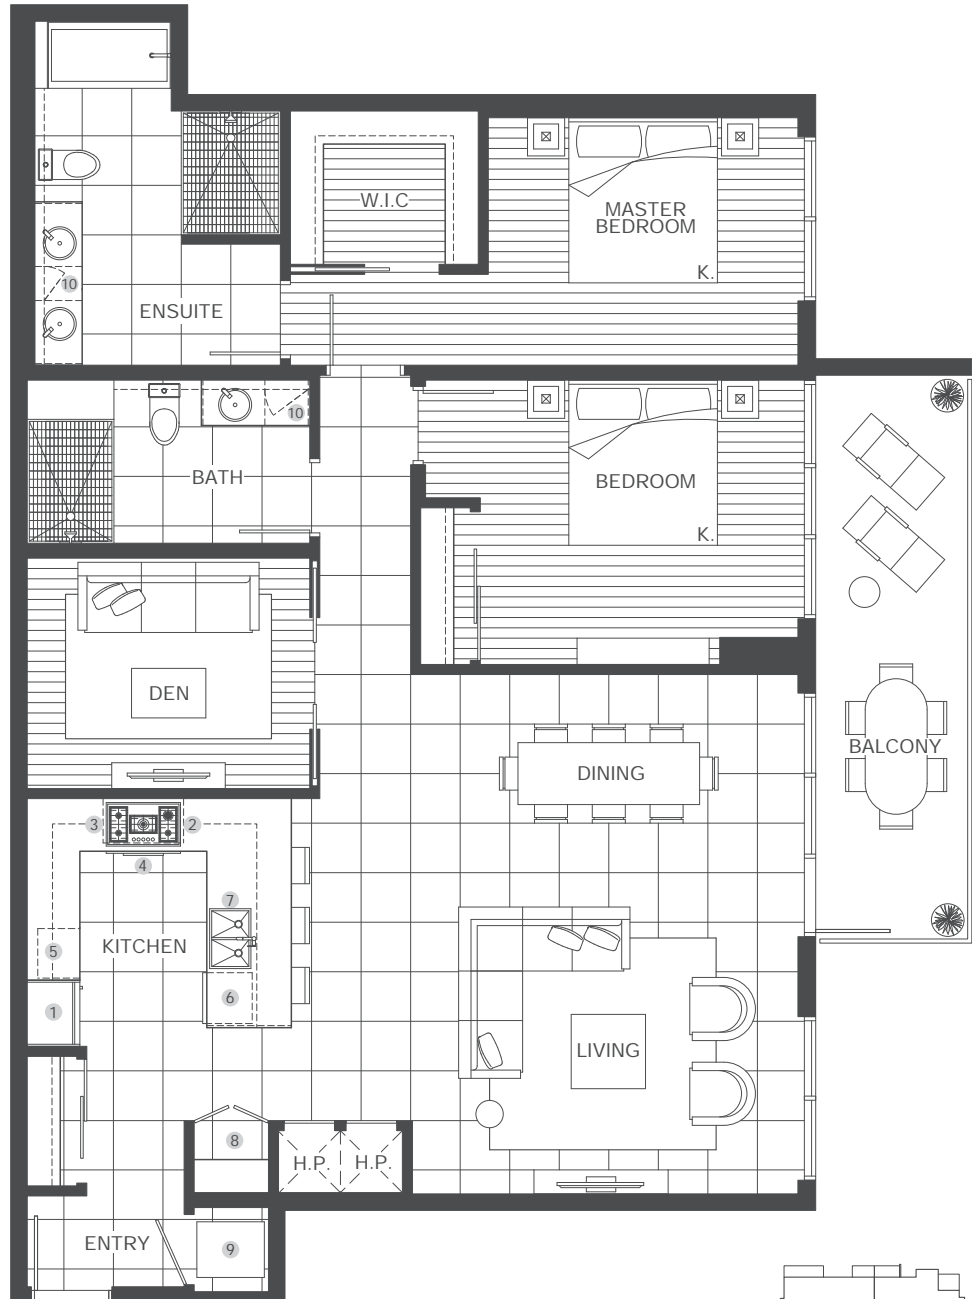 W.I.C
MASTER
BEDROOM
K.
10
ENSUITE
10
BATH
BEDROOM
K.
DEN
BALCONY
DINING
3
2
4
7
KITCHEN
5
6
1
LIVING
8
H.P.
H.P.
ENTRY
9